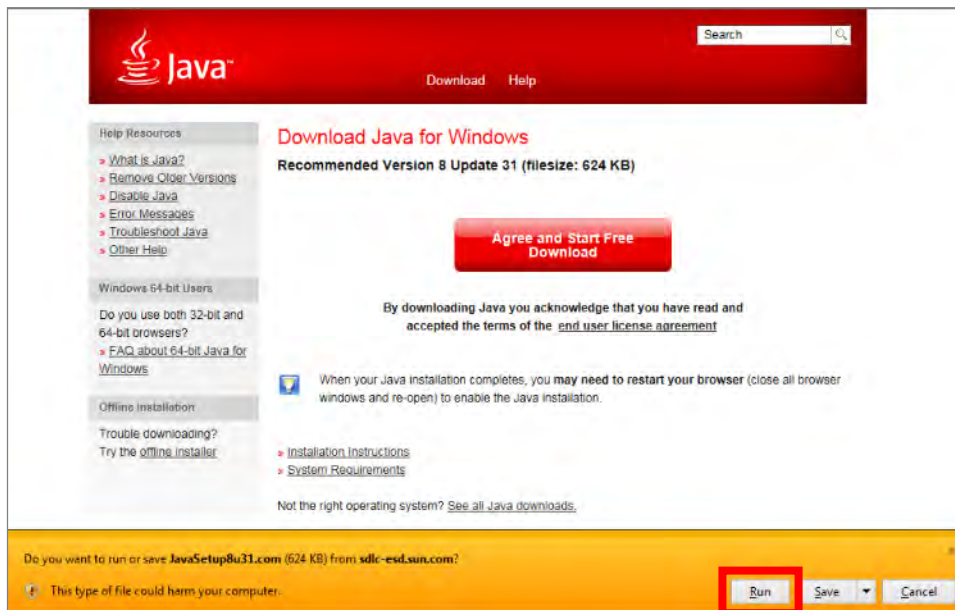 Search
Java™
Download Help
Help Resources
» What is Java?
» Remove Older Versions
» Disable Java
» Error Messages
» Troubleshoot Java
» Other Help
Windows 64-bit Users
Do you use both 32-bit and
64-bit browsers?
» FAQ about 64-bit Java for
Windows
Offline Installation
Trouble downloading?
Try the offline installer
Download Java for Windows
Recommended Version 8 Update 31 (filesize: 624 KB)
Agree and Start Free
Download
By downloading Java you acknowledge that you have read and
accepted the terms of the end user license agreement
When your Java installation completes, you may need to restart your browser (close all browser
windows and re-open) to enable the Java installation.
» Installation Instructions
» System Requirements
Not the right operating system? See all Java downloads.
Do you want to run or save JavaSetup8u31.com (624 KB) from sdlc-esd.sun.com?
This type of file could harm your computer.
Run Save Cancel